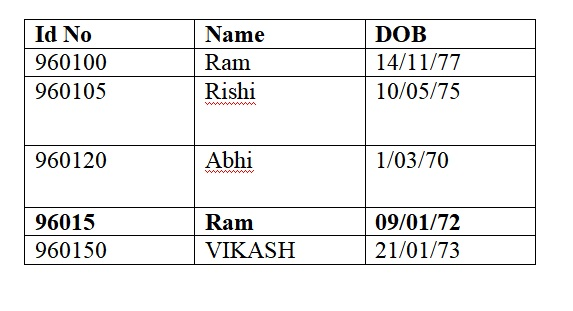 Id No Name DOB
960100 Ram 14/11/77
960105 Rishi 10/05/75
960120 Abhi 1/03/70
96015 Ram 09/01/72
960150 VIKASH 21/01/73